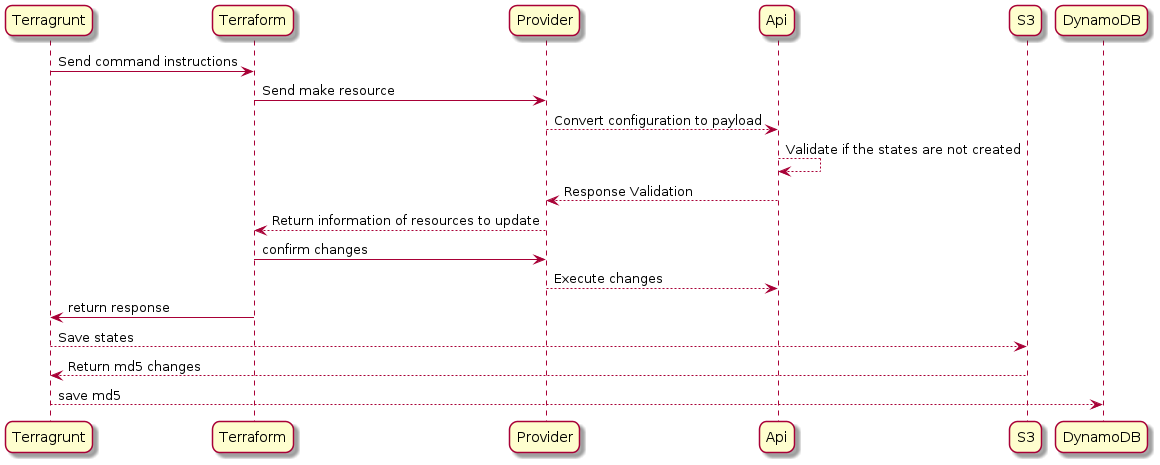 Terragrunt Terraform Provider Api S3 DynamoDB
Send command instructions
Send make resource
Convert configuration to payload
Validate if the states are not created
Response Validation
Return information of resources to update
confirm changes
Execute changes
return response
Save states
Return md5 changes
save md5
Terragrunt Terraform Provider Api S3 DynamoDB